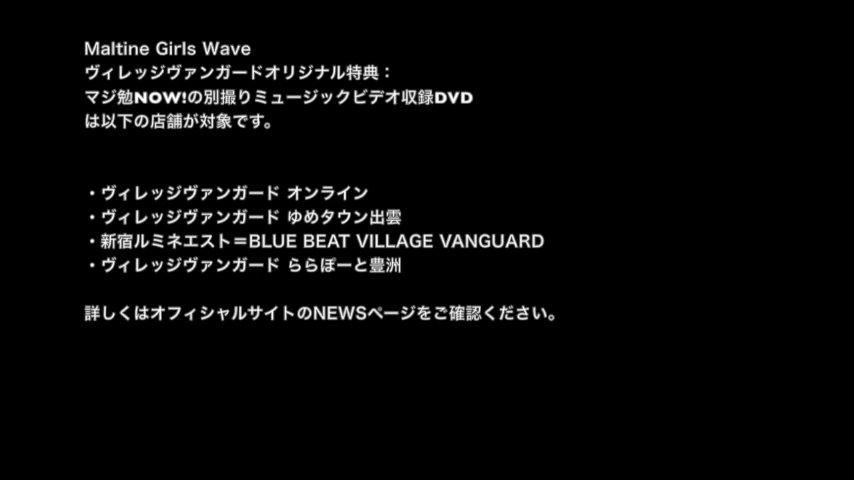 Maltine Girls Wave
ヴィレッジヴァンガードオリジナル特典：
マジ勉NOW!の別撮りミュージックビデオ収録DVD
は以下の店舗が対象です。
・ヴィレッジヴァンガード オンライン
・ヴィレッジヴァンガード ゆめタウン出雲
・新宿ルミネエスト＝BLUE BEAT VILLAGE VANGUARD
・ヴィレッジヴァンガード ららぽーと豊洲
詳しくはオフィシャルサイトのNEWSページをご確認ください。